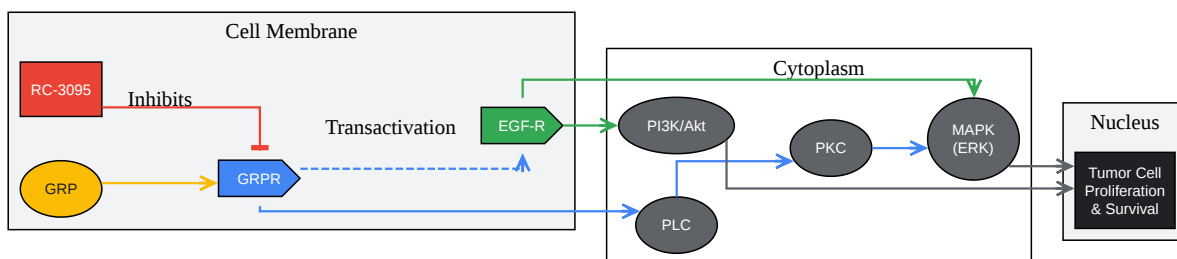 Cell Membrane
RC-3095
Inhibits
GRP
GRPR
Transactivation
EGF-R
Cytoplasm
PI3K/Akt
PLC
PKC
MAPK
(ERK)
Nucleus
Tumor Cell
Proliferation
& Survival